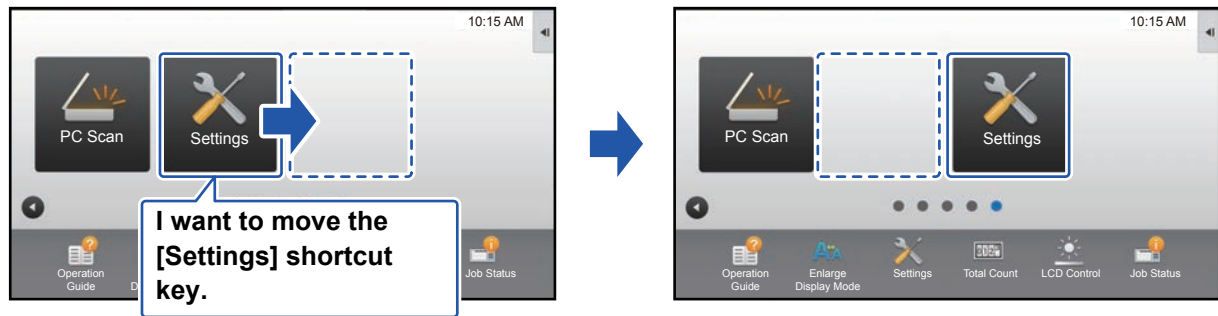 10:15 AM
PC Scan
Settings
I want to move the
[Settings] shortcut
key.
Operation
Guide
D
Job Status
10:15 AM
PC Scan
Settings
Operation
Guide
Enlarge
Display Mode
Settings
Total Count
LCD Control
Job Status